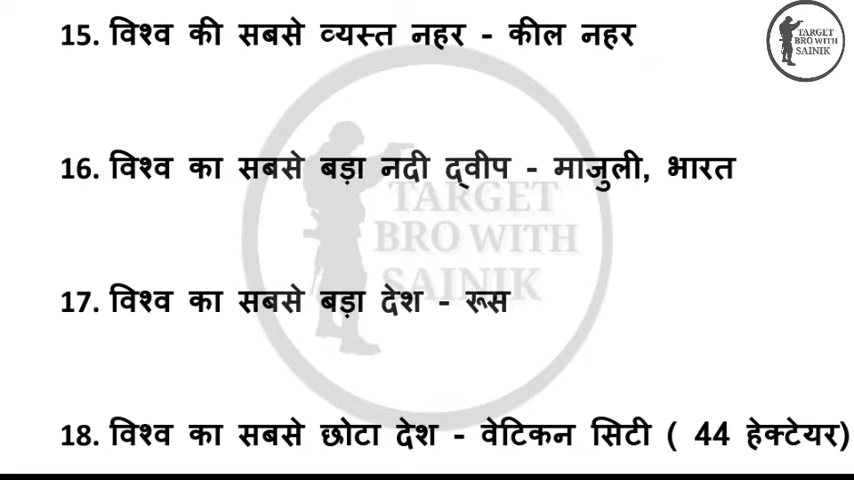 15. विश्व की सबसे व्यस्त नहर - कील नहर
TARGET
BRO WITH
SAINIK
16. विश्व का सबसे बड़ा नदी द्वीप - माजुली, भारत
TARGET
BRO WITH
SAINIK
17. विश्व का सबसे बड़ा देश - रूस
18. विश्व का सबसे छोटा देश - वेटिकन सिटी ( 44 हेक्टेयर)